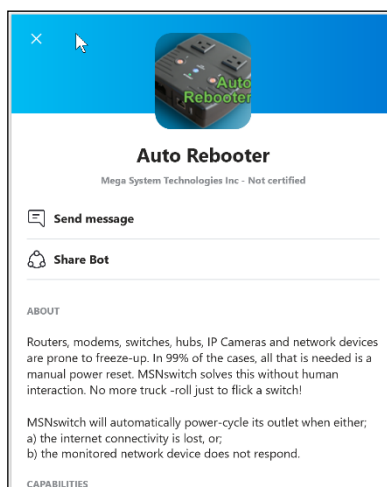 Auto
Rebooter
Auto Rebooter
Mega System Technologies Inc - Not certified
Send message
Share Bot
ABOUT
Routers, modems, switches, hubs, IP Cameras and network devices
are prone to freeze-up. In 99% of the cases, all that is needed is a
manual power reset. MSNswitch solves this without human
interaction. No more truck -roll just to flick a switch!
MSNswitch will automatically power-cycle its outlet when either;
a) the internet connectivity is lost, or;
b) the monitored network device does not respond.
CAPABILITIES